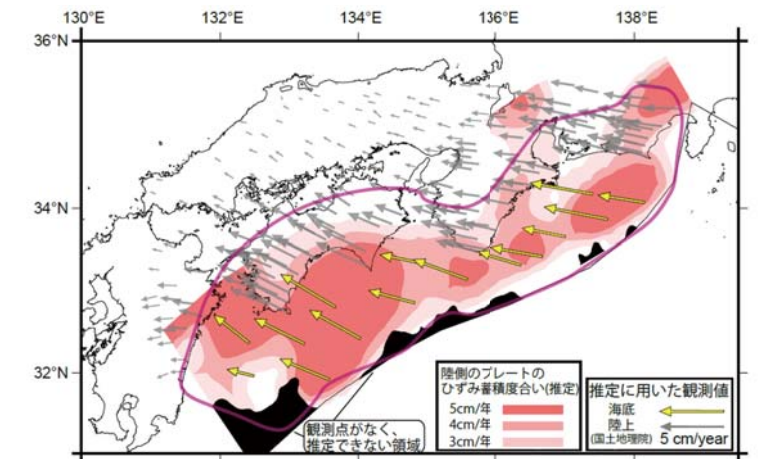 130°E
132°E
134°E
136°E
138°E
36°N
34°N
32°N
陸側のプレートの
ひずみ蓄積度合い(推定)
5cm/年
4cm/年
3cm/年
推定に用いた観測値
海底
陸上
(国土地理院) 5 cm/year
観測点がなく、
推定できない領域